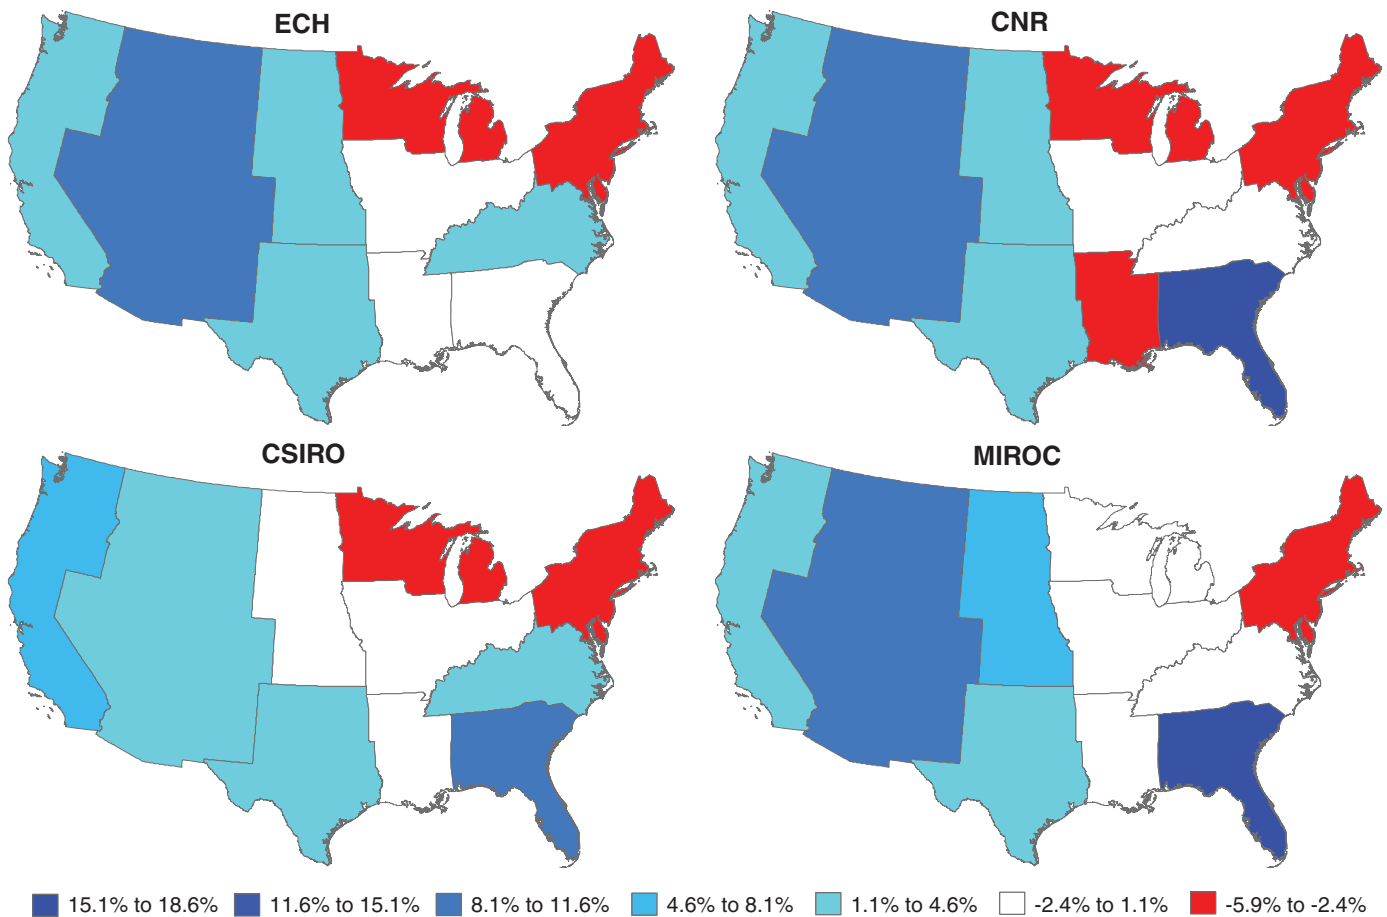 ECH
CNR
CSIRO
MIROC
15.1% to 18.6% 11.6% to 15.1% 8.1% to 11.6% 4.6% to 8.1% 1.1% to 4.6% -2.4% to 1.1% -5.9% to -2.4%